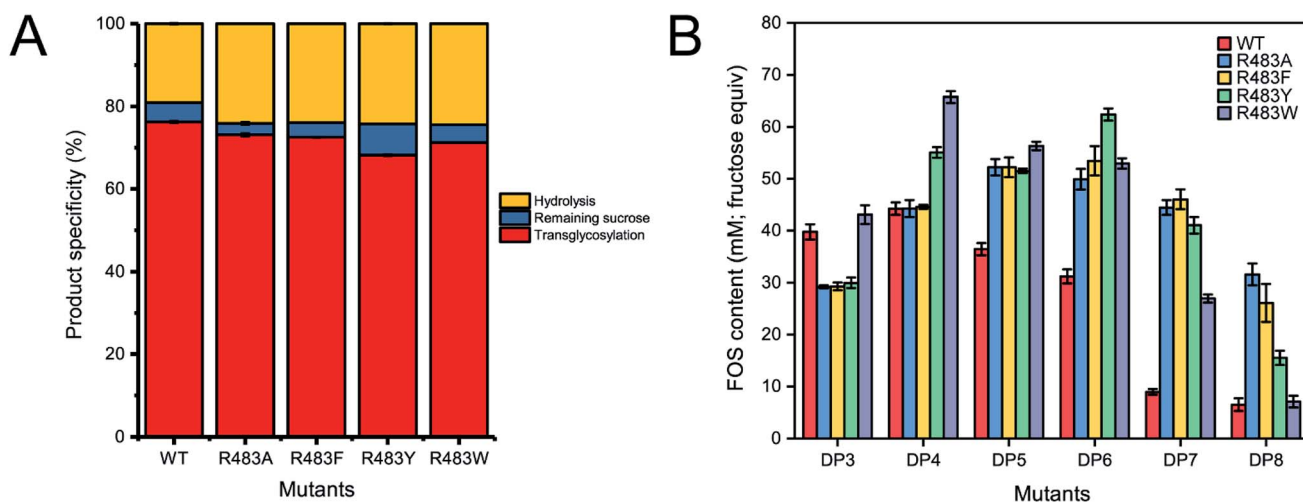 A
Product specificity (%)
100
80
60
40
20
0
WT R483A R483F R483Y R483W
Mutants
Hydrolysis
Remaining sucrose
Transglycosylation
B
FOS content (mM; fructose equiv)
80
70
60
50
40
30
20
10
0
DP3 DP4 DP5 DP6 DP7 DP8
Mutants
WT
R483A
R483F
R483Y
R483W